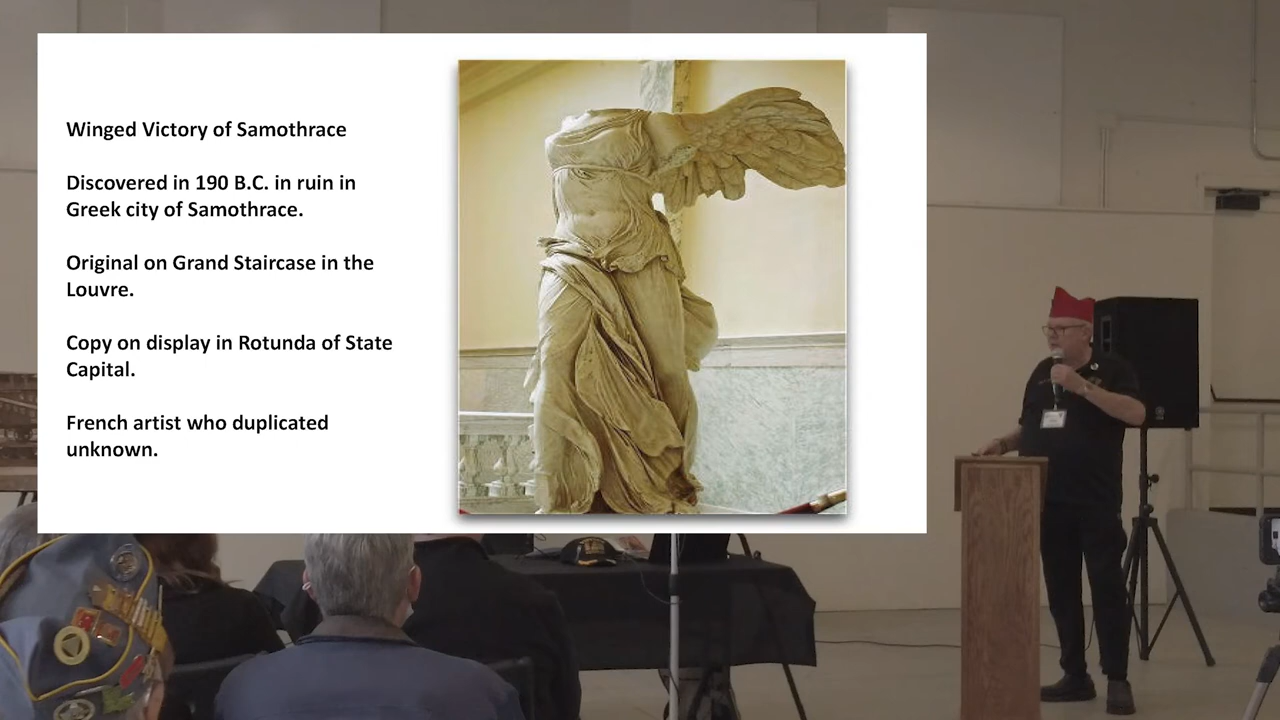 Winged Victory of Samothrace
Discovered in 190 B.C. in ruin in
Greek city of Samothrace.
Original on Grand Staircase in the
Louvre.
Copy on display in Rotunda of State
Capital.
French artist who duplicated
unknown.